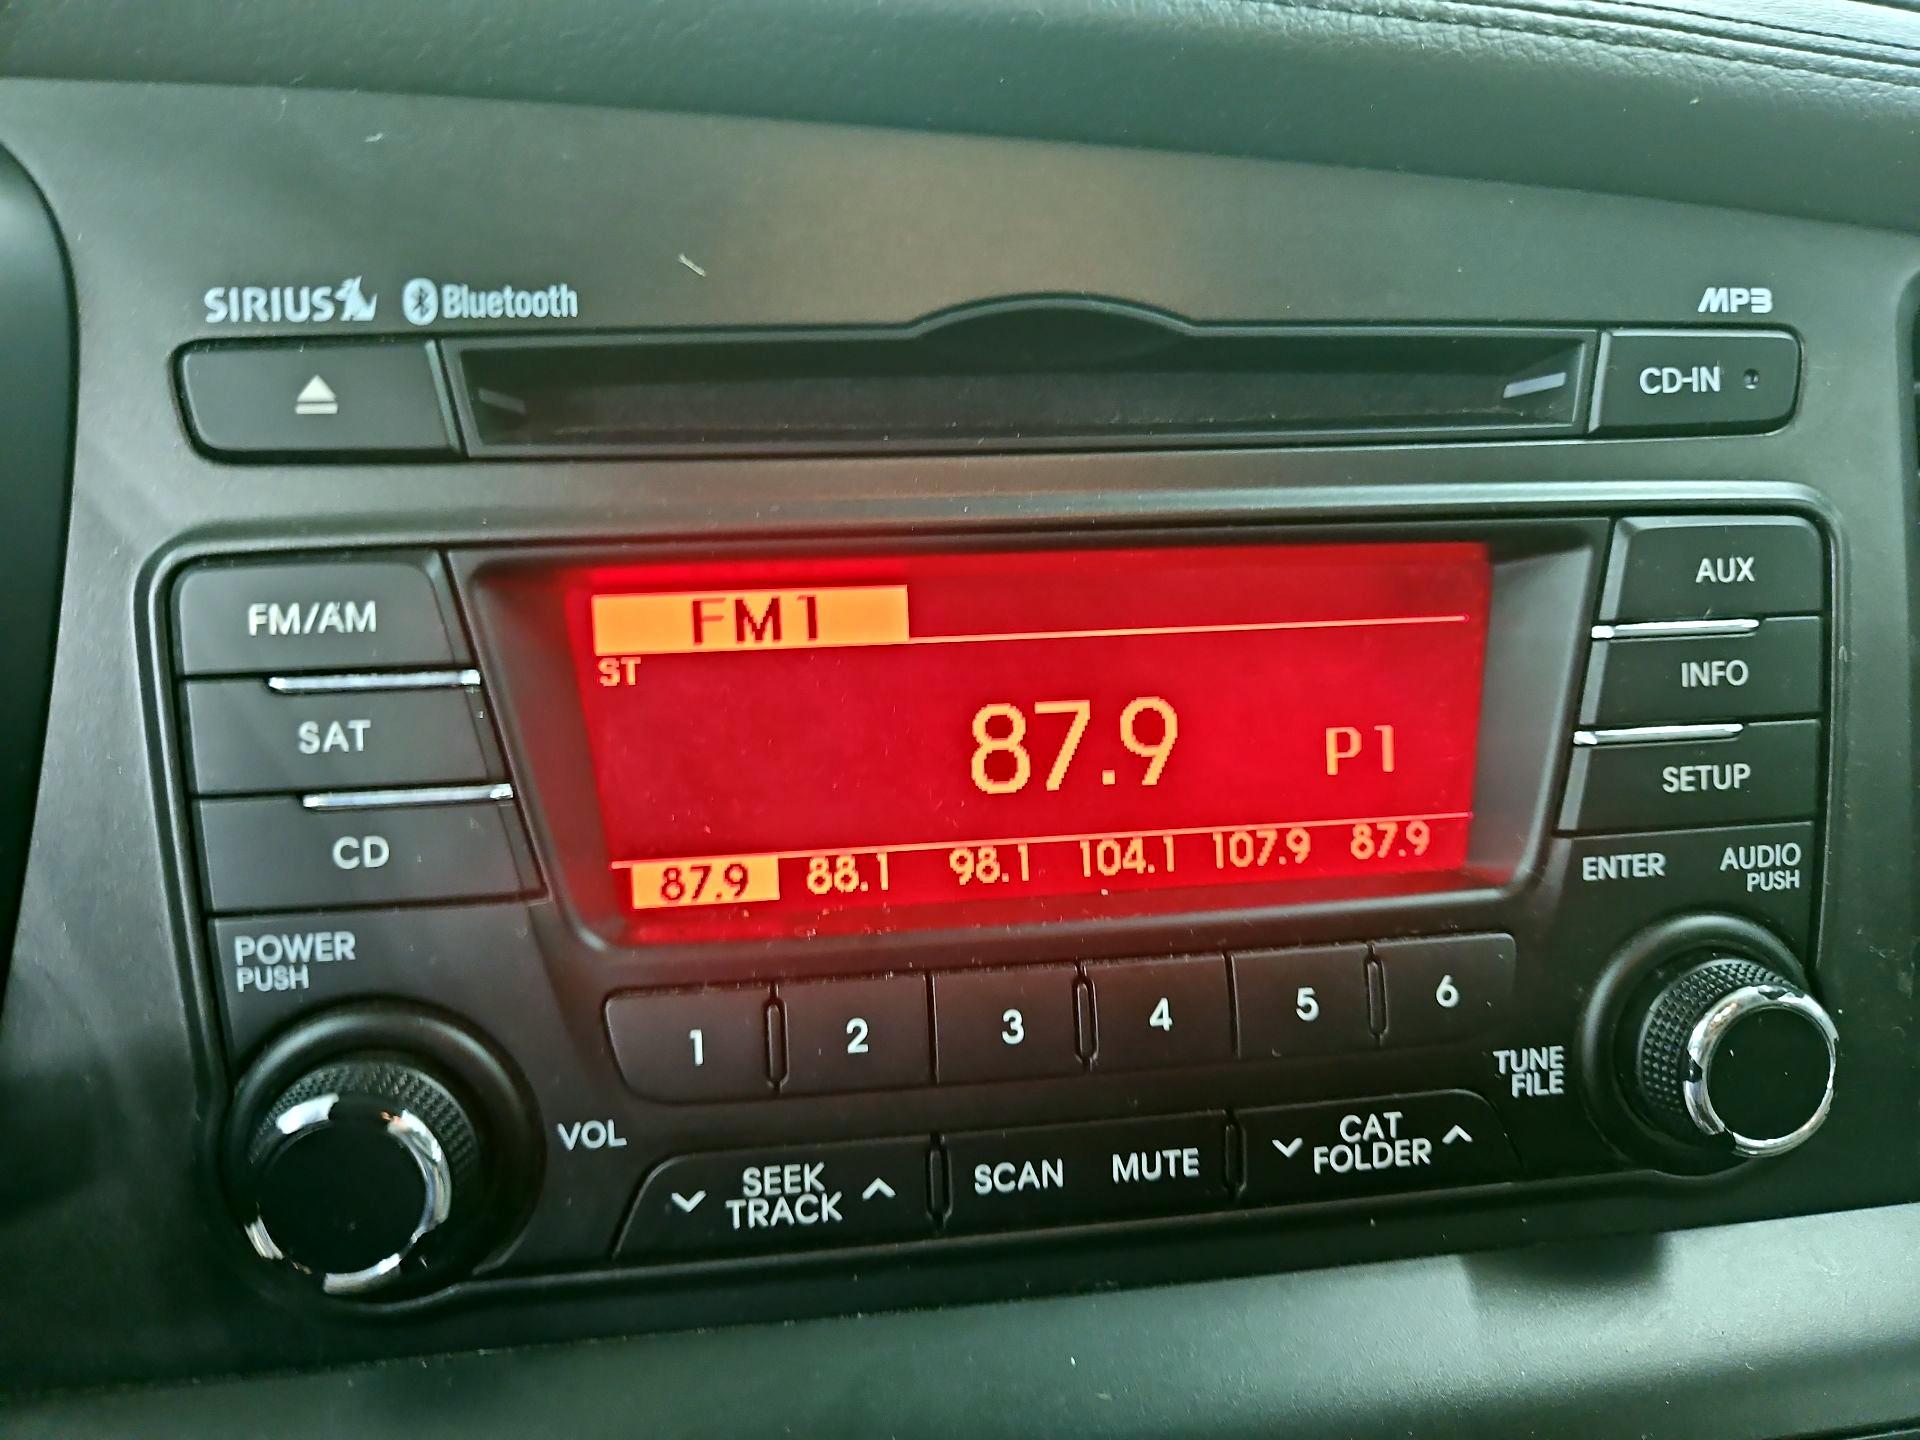 SIRIUS Bluetooth
MP3
CD-IN
FM/AM
SAT
CD
POWER
PUSH
VOL
FM1
ST
87.9 P1
87.9 88.1 98.1 104.1 107.9 87.9
1 2 3 4 5 6
SEEK
TRACK
SCAN MUTE
CAT
FOLDER
AUX
INFO
SETUP
ENTER
AUDIO
PUSH
TUNE
FILE